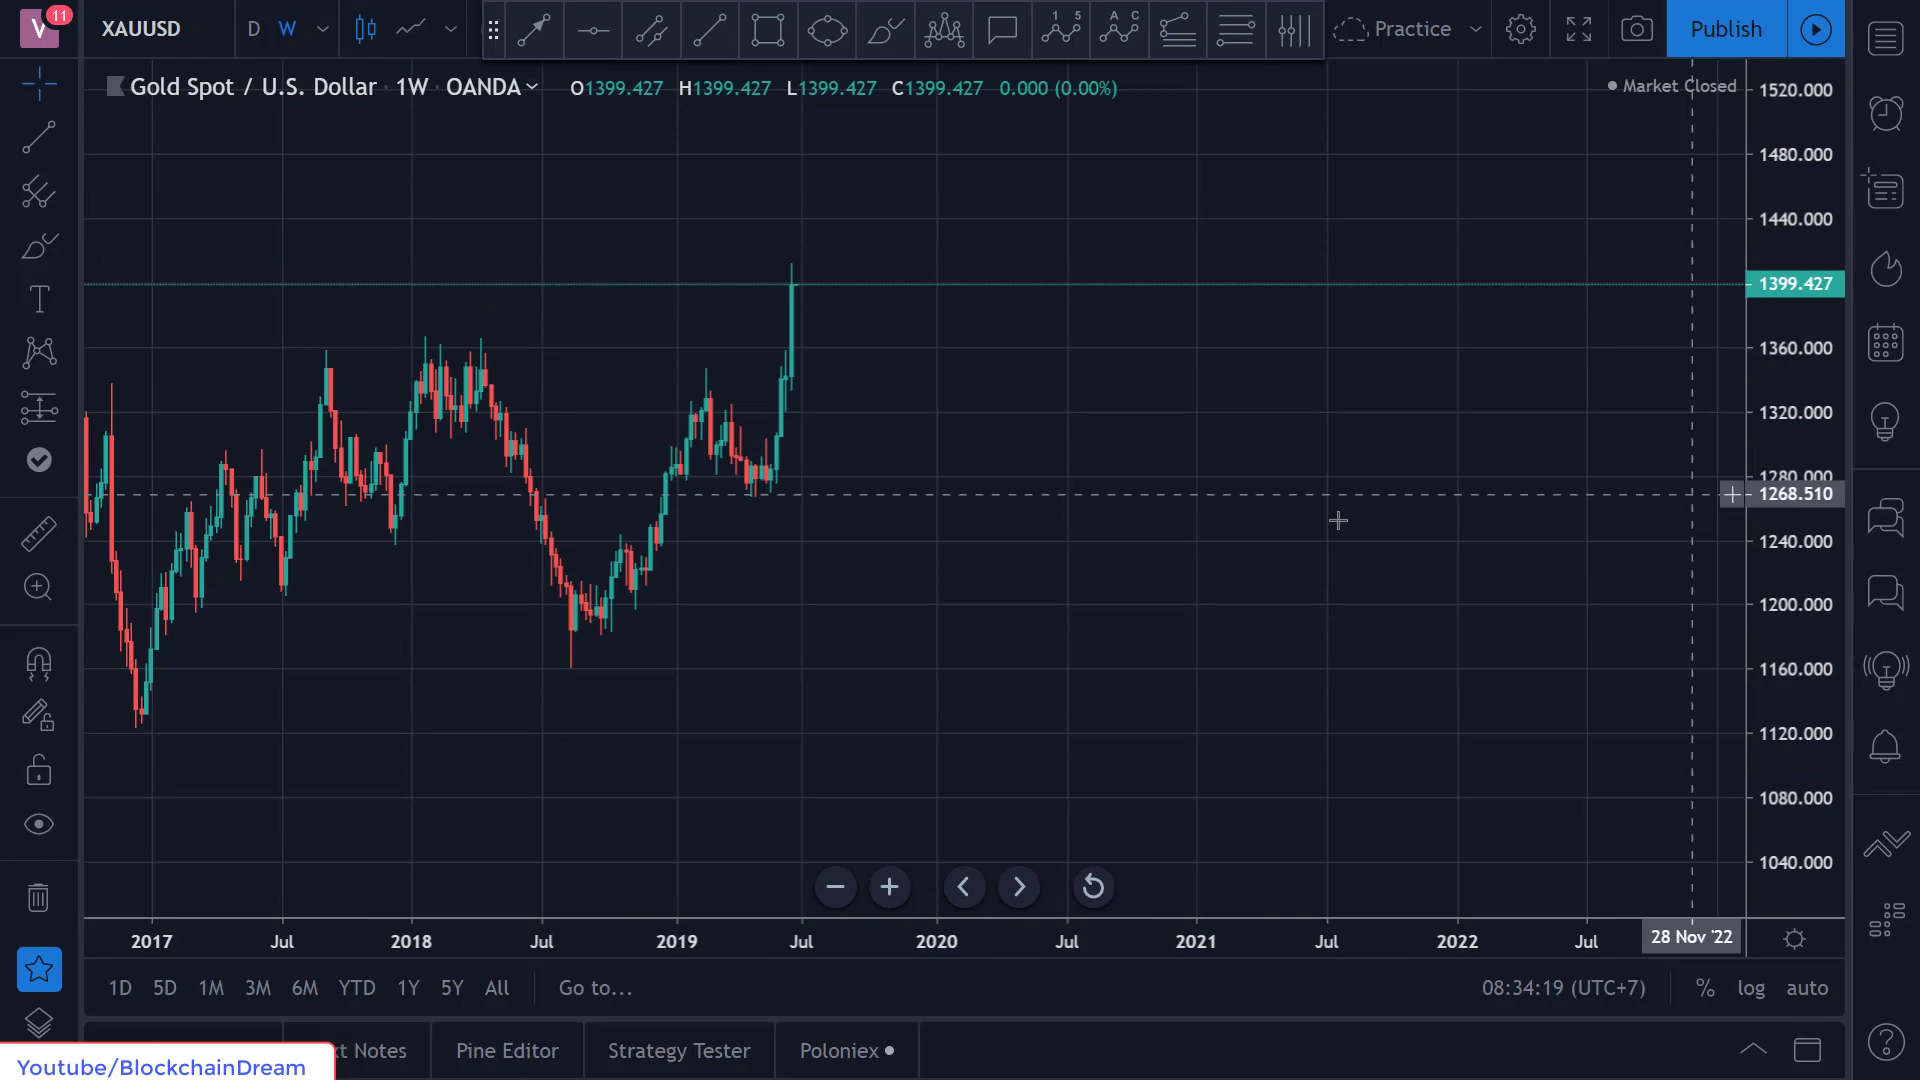 V 11
XAUUSD D W Practice Publish
Gold Spot / U.S. Dollar · 1W · OANDA O1399.427 H1399.427 L1399.427 C1399.427 0.000 (0.00%)
Market Closed
1 5
A C
T
1520.000
1480.000
1440.000
1399.427
1360.000
1320.000
1280.000
1268.510
1240.000
1200.000
1160.000
1120.000
1080.000
1040.000
2017 Jul 2018 Jul 2019 Jul 2020 Jul 2021 Jul 2022 Jul 28 Nov '22
1D 5D 1M 3M 6M YTD 1Y 5Y All Go to... 08:34:19 (UTC+7) % log auto
Notes Pine Editor Strategy Tester Poloniex
Youtube/BlockchainDream